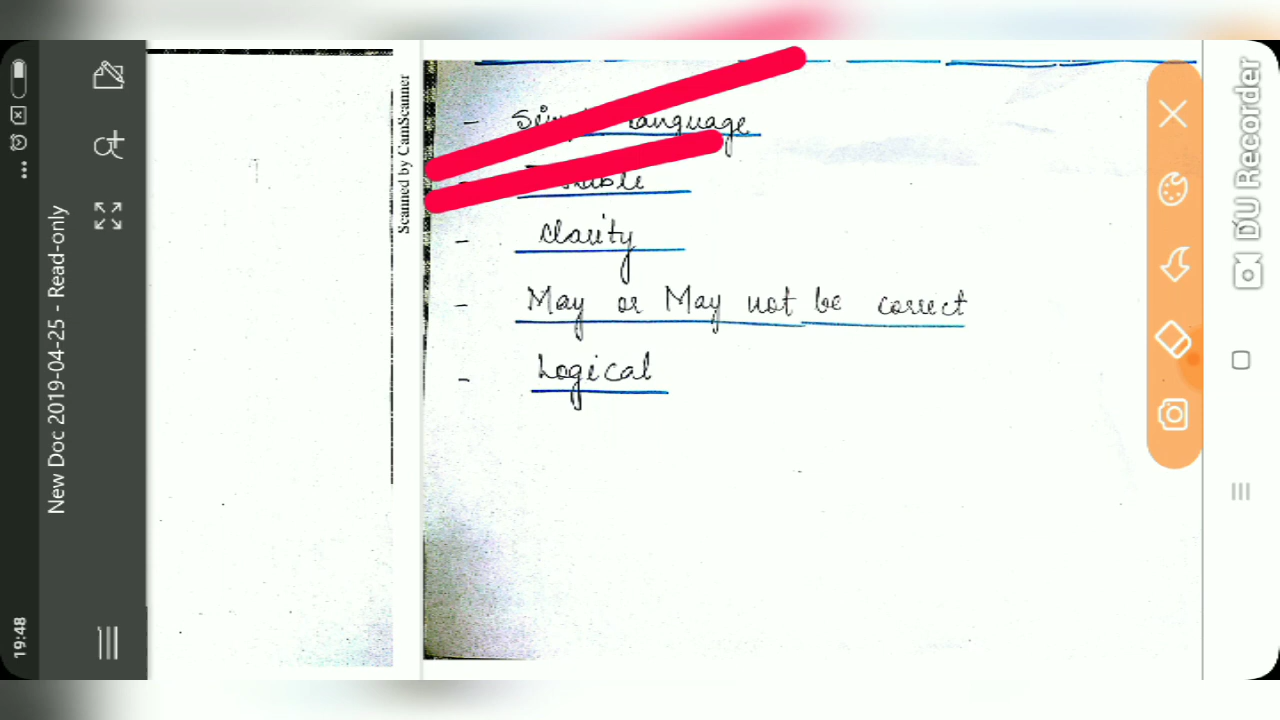 19:48
New Doc 2019-04-25 - Read-only
Scanned by CamScanner
- language
-
- Clarity
- May or May not be correct
- Logical
DU Recorder